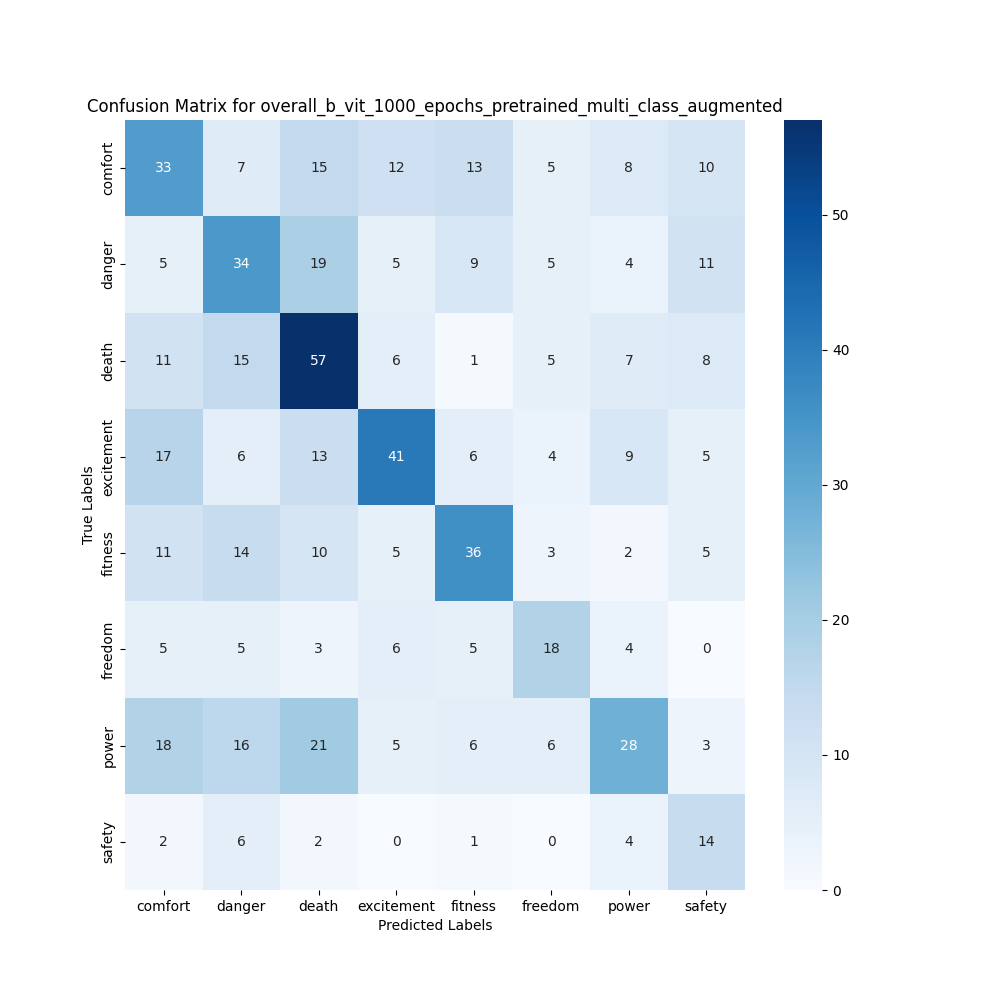 Confusion Matrix for overall_b_vit_1000_epochs_pretrained_multi_class_augmented
True Labels
comfort 33 7 15 12 13 5 8 10
danger 5 34 19 5 9 5 4 11
death 11 15 57 6 1 5 7 8
excitement 17 6 13 41 6 4 9 5
fitness 11 14 10 5 36 3 2 5
freedom 5 5 3 6 5 18 4 0
power 18 16 21 5 6 6 28 3
safety 2 6 2 0 1 0 4 14
comfort danger death excitement fitness freedom power safety
Predicted Labels
50
40
30
20
10
0